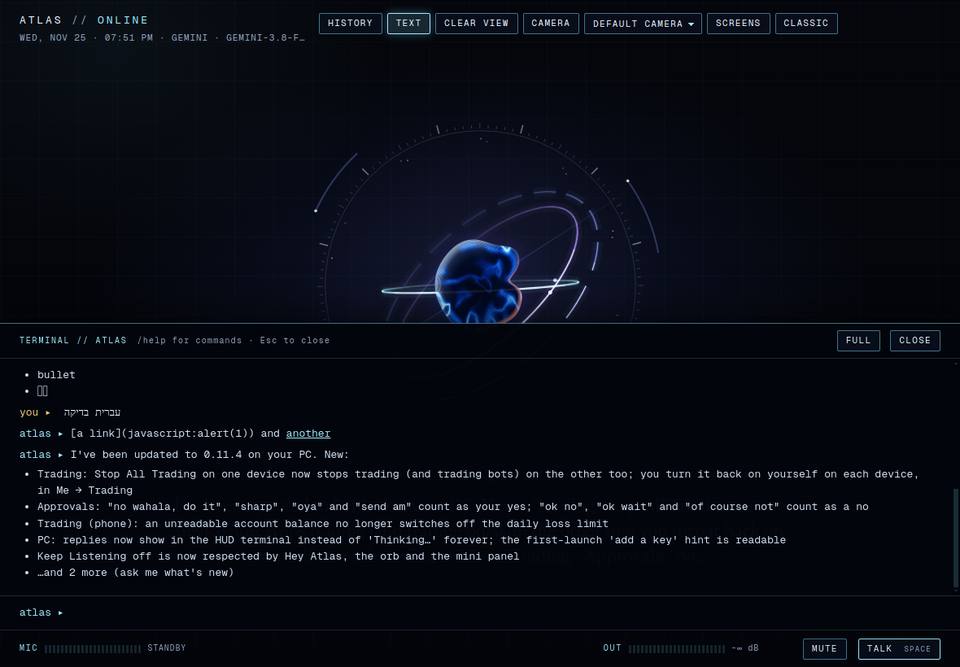 ATLAS // ONLINE
WED, NOV 25 · 07:51 PM · GEMINI · GEMINI-3.8-F…
HISTORY
TEXT
CLEAR VIEW
CAMERA
DEFAULT CAMERA
SCREENS
CLASSIC
TERMINAL // ATLAS /help for commands · Esc to close
FULL
CLOSE
• bullet
you ▸ עברית בדיקה
atlas ▸ [a link](javascript:alert(1)) and another
atlas ▸ I've been updated to 0.11.4 on your PC. New:
• Trading: Stop All Trading on one device now stops trading (and trading bots) on the other too; you turn it back on yourself on each device,
in Me → Trading
• Approvals: "no wahala, do it", "sharp", "oya" and "send am" count as your yes; "ok no", "ok wait" and "of course not" count as a no
• Trading (phone): an unreadable account balance no longer switches off the daily loss limit
• PC: replies now show in the HUD terminal instead of 'Thinking…' forever; the first-launch 'add a key' hint is readable
• Keep Listening off is now respected by Hey Atlas, the orb and the mini panel
• …and 2 more (ask me what's new)
atlas ▸
MIC STANDBY
OUT -∞ dB
MUTE
TALK SPACE